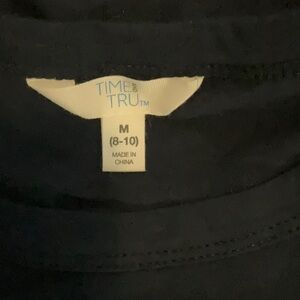 TIME and
TRU™
M
(8-10)
MADE IN
CHINA